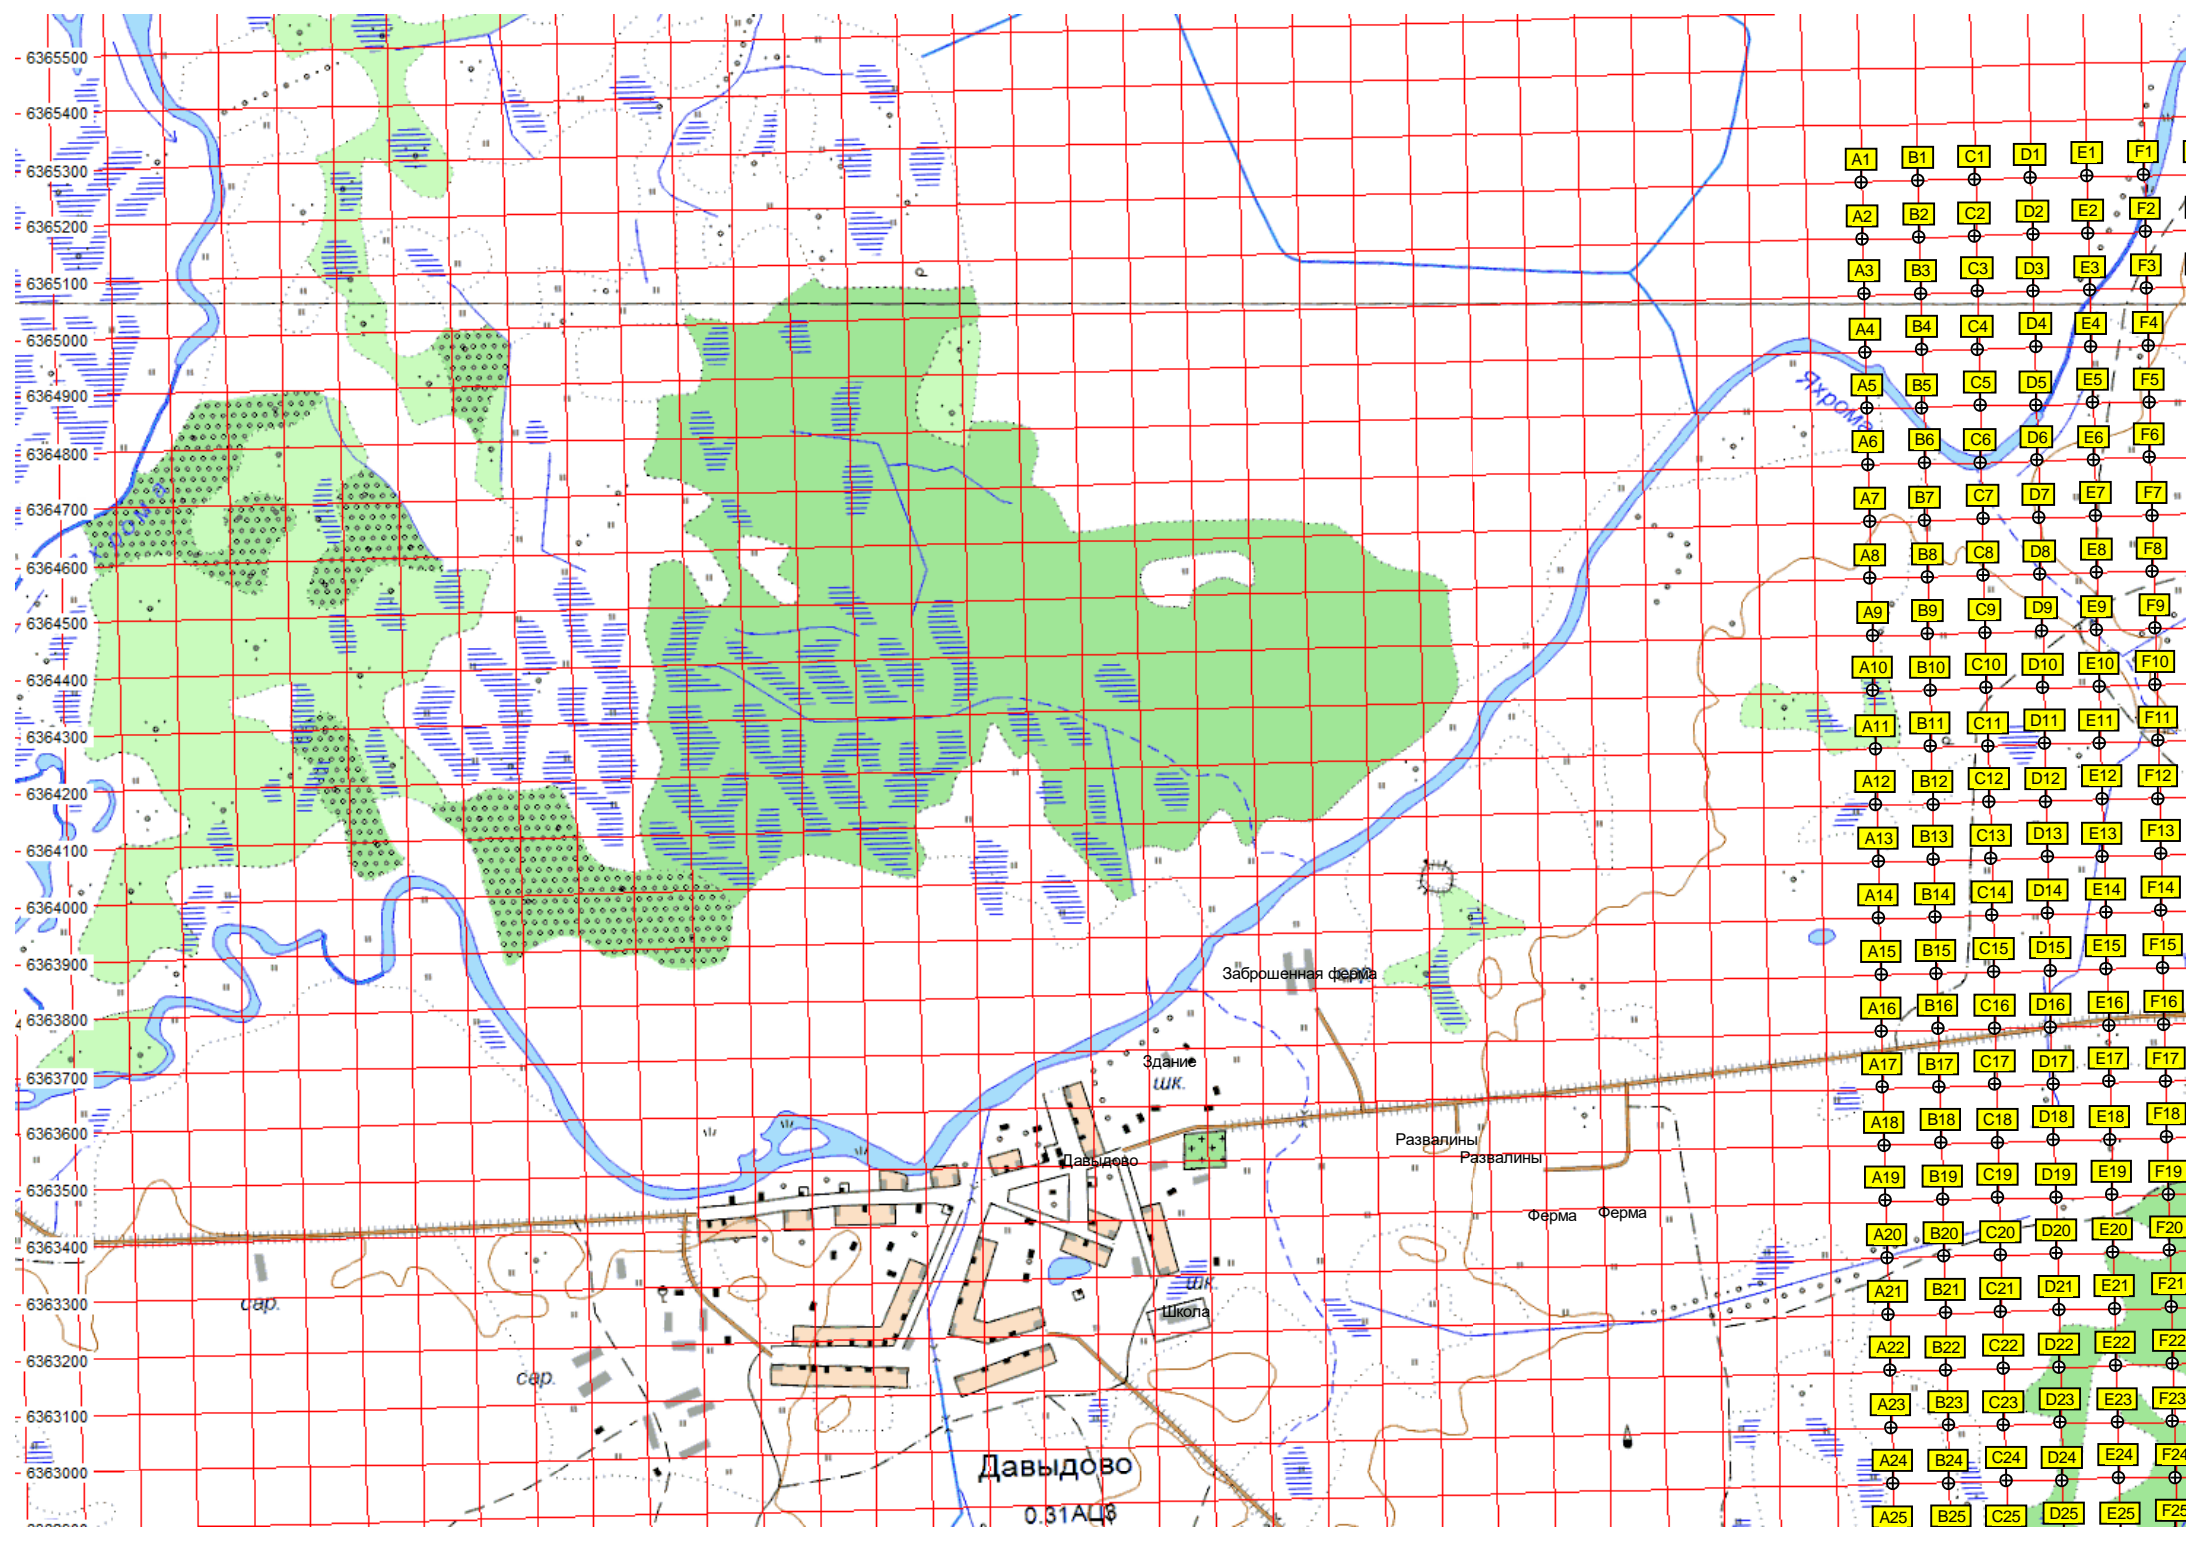 6365500
6365400
6365300
6365200
6365100
6365000
6364900
6364800
6364700
6364600
6364500
6364400
6364300
6364200
6364100
6364000
6363900
6363800
6363700
6363600
6363500
6363400
6363300
6363200
6363100
6363000
A1 B1 C1 D1 E1 F1
A2 B2 C2 D2 E2 F2
A3 B3 C3 D3 E3 F3
A4 B4 C4 D4 E4 F4
A5 B5 C5 D5 E5 F5
A6 B6 C6 D6 E6 F6
A7 B7 C7 D7 E7 F7
A8 B8 C8 D8 E8 F8
A9 B9 C9 D9 E9 F9
A10 B10 C10 D10 E10 F10
A11 B11 C11 D11 E11 F11
A12 B12 C12 D12 E12 F12
A13 B13 C13 D13 E13 F13
A14 B14 C14 D14 E14 F14
A15 B15 C15 D15 E15 F15
A16 B16 C16 D16 E16 F16
A17 B17 C17 D17 E17 F17
A18 B18 C18 D18 E18 F18
A19 B19 C19 D19 E19 F19
A20 B20 C20 D20 E20 F20
A21 B21 C21 D21 E21 F21
A22 B22 C22 D22 E22 F22
A23 B23 C23 D23 E23 F23
A24 B24 C24 D24 E24 F24
A25 B25 C25 D25 E25 F25
Яхрома
Заброшенная ферма
Здание
шк.
Давыдово
Развалины
Развалины
Ферма
Ферма
шк.
Школа
сар.
сар.
Давыдово
0.31АЦЗ